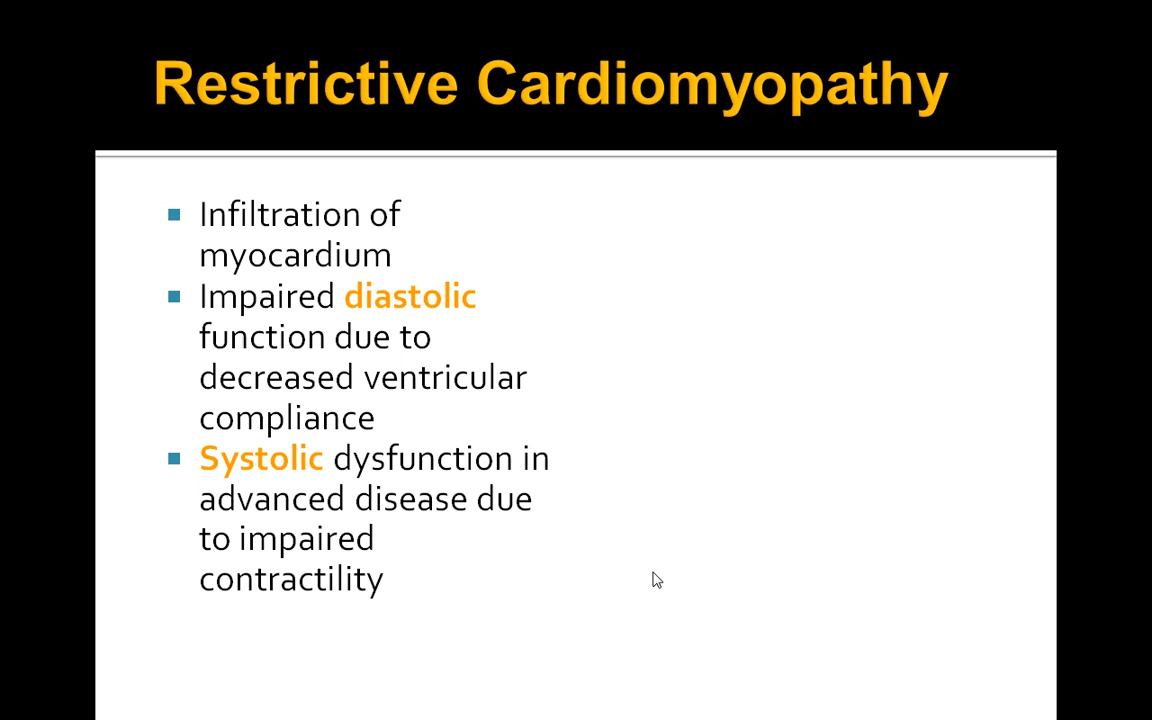 Restrictive Cardiomyopathy
Infiltration of
myocardium
Impaired diastolic
function due to
decreased ventricular
compliance
Systolic dysfunction in
advanced disease due
to impaired
contractility